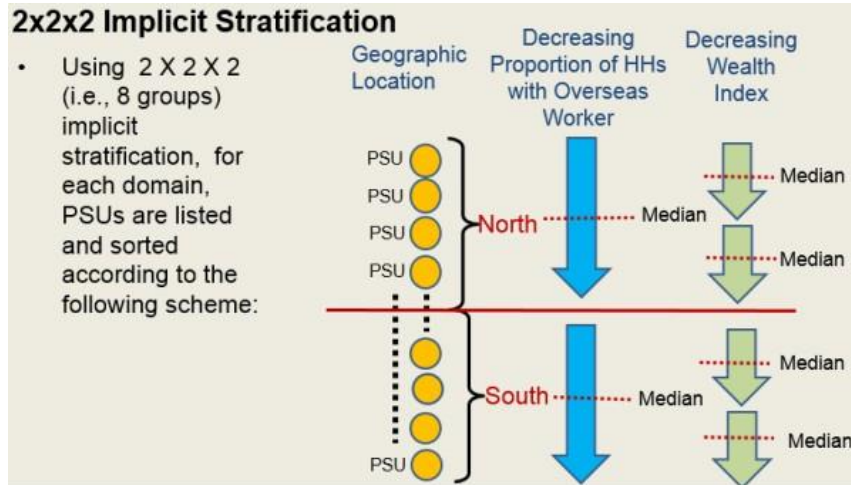 2x2x2 Implicit Stratification
• Using 2 X 2 X 2
(i.e., 8 groups)
implicit
stratification, for
each domain,
PSUs are listed
and sorted
according to the
following scheme:
Geographic
Location
Decreasing
Proportion of HHs
with Overseas
Worker
Decreasing
Wealth
Index
PSU
PSU
PSU
PSU
North
Median
Median
Median
South
Median
Median
Median
PSU